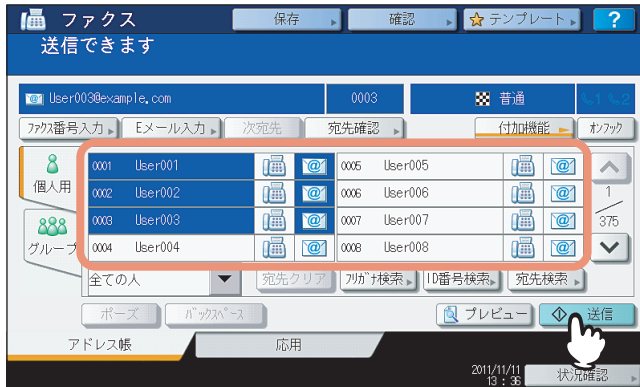 ファクス 保存 確認 テンプレート ?
送信できます
User003@example.com 0003 普通 1 2
ファクス番号入力 Eメール入力 次宛先 宛先確認 付加機能 オンフック
個人用
グループ
0001 User001 0005 User005
0002 User002 0006 User006
0003 User003 0007 User007
0004 User004 0008 User008
1
375
全ての人 宛先クリア フリガナ検索 ID番号検索 宛先検索
ポーズ バックスペース プレビュー 送信
アドレス帳 応用
2011/11/11
13 : 36 状況確認